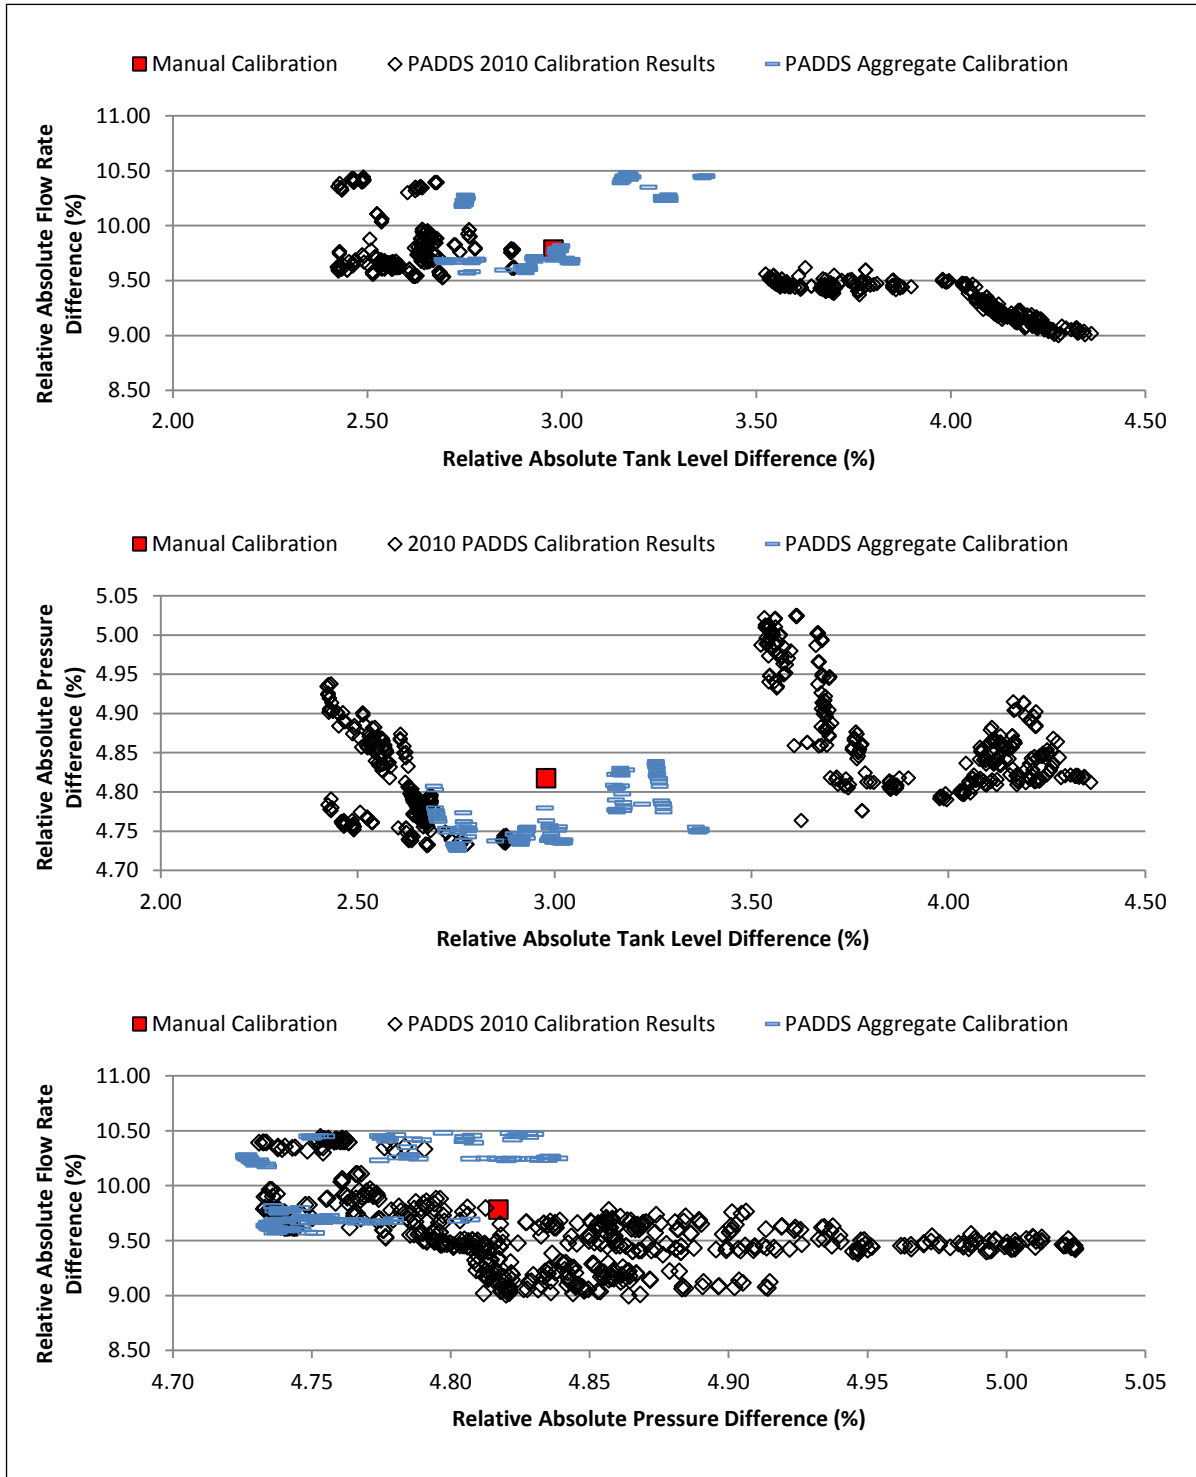 Manual Calibration PADDS 2010 Calibration Results PADDS Aggregate Calibration
Relative Absolute Flow Rate
Difference (%)
11.00
10.50
10.00
9.50
9.00
8.50
2.00 2.50 3.00 3.50 4.00 4.50
Relative Absolute Tank Level Difference (%)
Manual Calibration 2010 PADDS Calibration Results PADDS Aggregate Calibration
Relative Absolute Pressure
Difference (%)
5.05
5.00
4.95
4.90
4.85
4.80
4.75
4.70
2.00 2.50 3.00 3.50 4.00 4.50
Relative Absolute Tank Level Difference (%)
Manual Calibration PADDS 2010 Calibration Results PADDS Aggregate Calibration
Relative Absolute Flow Rate
Difference (%)
11.00
10.50
10.00
9.50
9.00
8.50
4.70 4.75 4.80 4.85 4.90 4.95 5.00 5.05
Relative Absolute Pressure Difference (%)